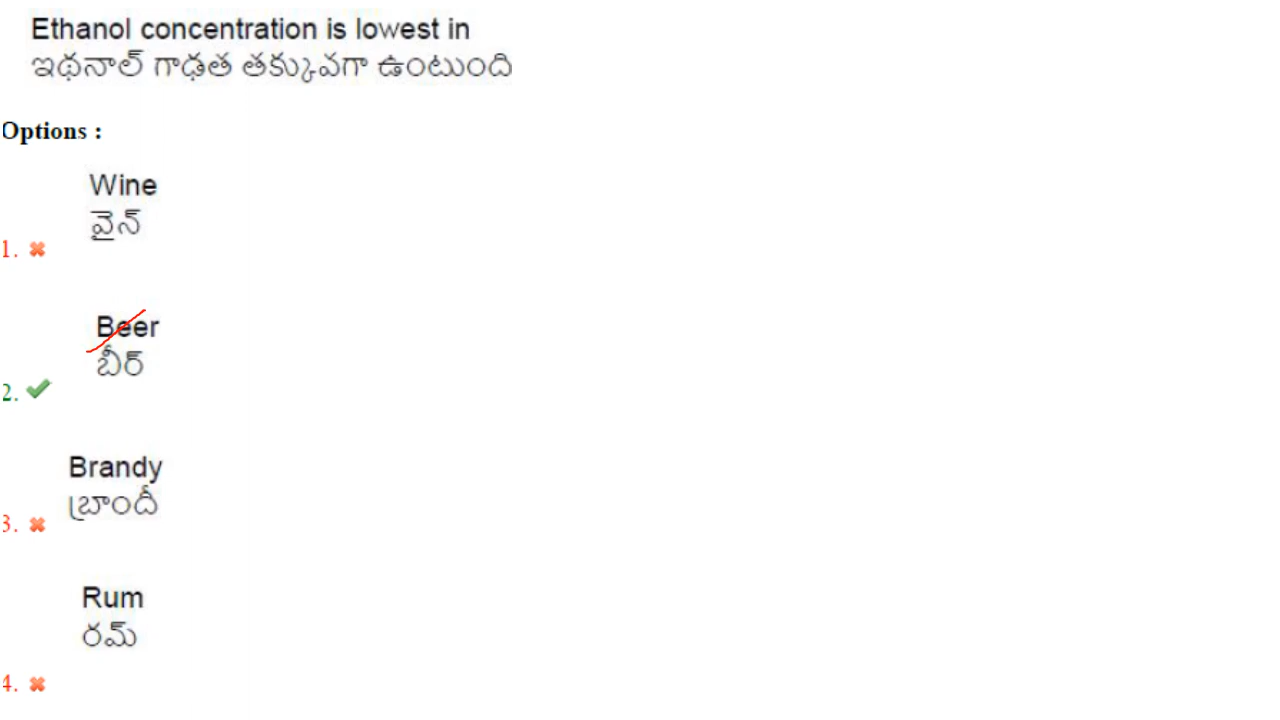 Ethanol concentration is lowest in
ఇథనాల్ గాఢత తక్కువగా ఉంటుంది
Options :
Wine
వైన్
1.
Beer
బీర్
2.
Brandy
బ్రాందీ
3.
Rum
రమ్
4.